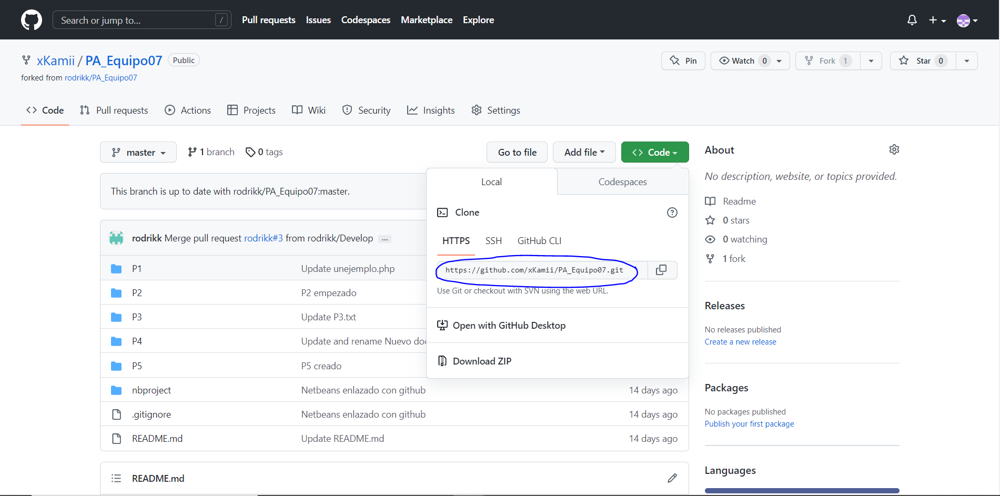 Search or jump to... /
Pull requests Issues Codespaces Marketplace Explore
xKamii / PA_Equipo07 Public
forked from rodrikk/PA_Equipo07
Pin Watch 0 Fork 1 Star 0
Code Pull requests Actions Projects Wiki Security Insights Settings
master 1 branch 0 tags
Go to file Add file Code
This branch is up to date with rodrikk/PA_Equipo07:master.
rodrikk Merge pull request rodrikk#3 from rodrikk/Develop ...
P1 Update unejemplo.php
P2 P2 empezado
P3 Update P3.txt
P4 Update and rename Nuevo doc
P5 P5 creado
nbproject Netbeans enlazado con github 14 days ago
.gitignore Netbeans enlazado con github 14 days ago
README.md Update README.md 14 days ago
README.md
Local Codespaces
Clone
HTTPS SSH GitHub CLI
https://github.com/xKamii/PA_Equipo07.git
Use Git or checkout with SVN using the web URL.
Open with GitHub Desktop
Download ZIP
About
No description, website, or topics provided.
Readme
0 stars
0 watching
1 fork
Releases
No releases published
Create a new release
Packages
No packages published
Publish your first package
Languages